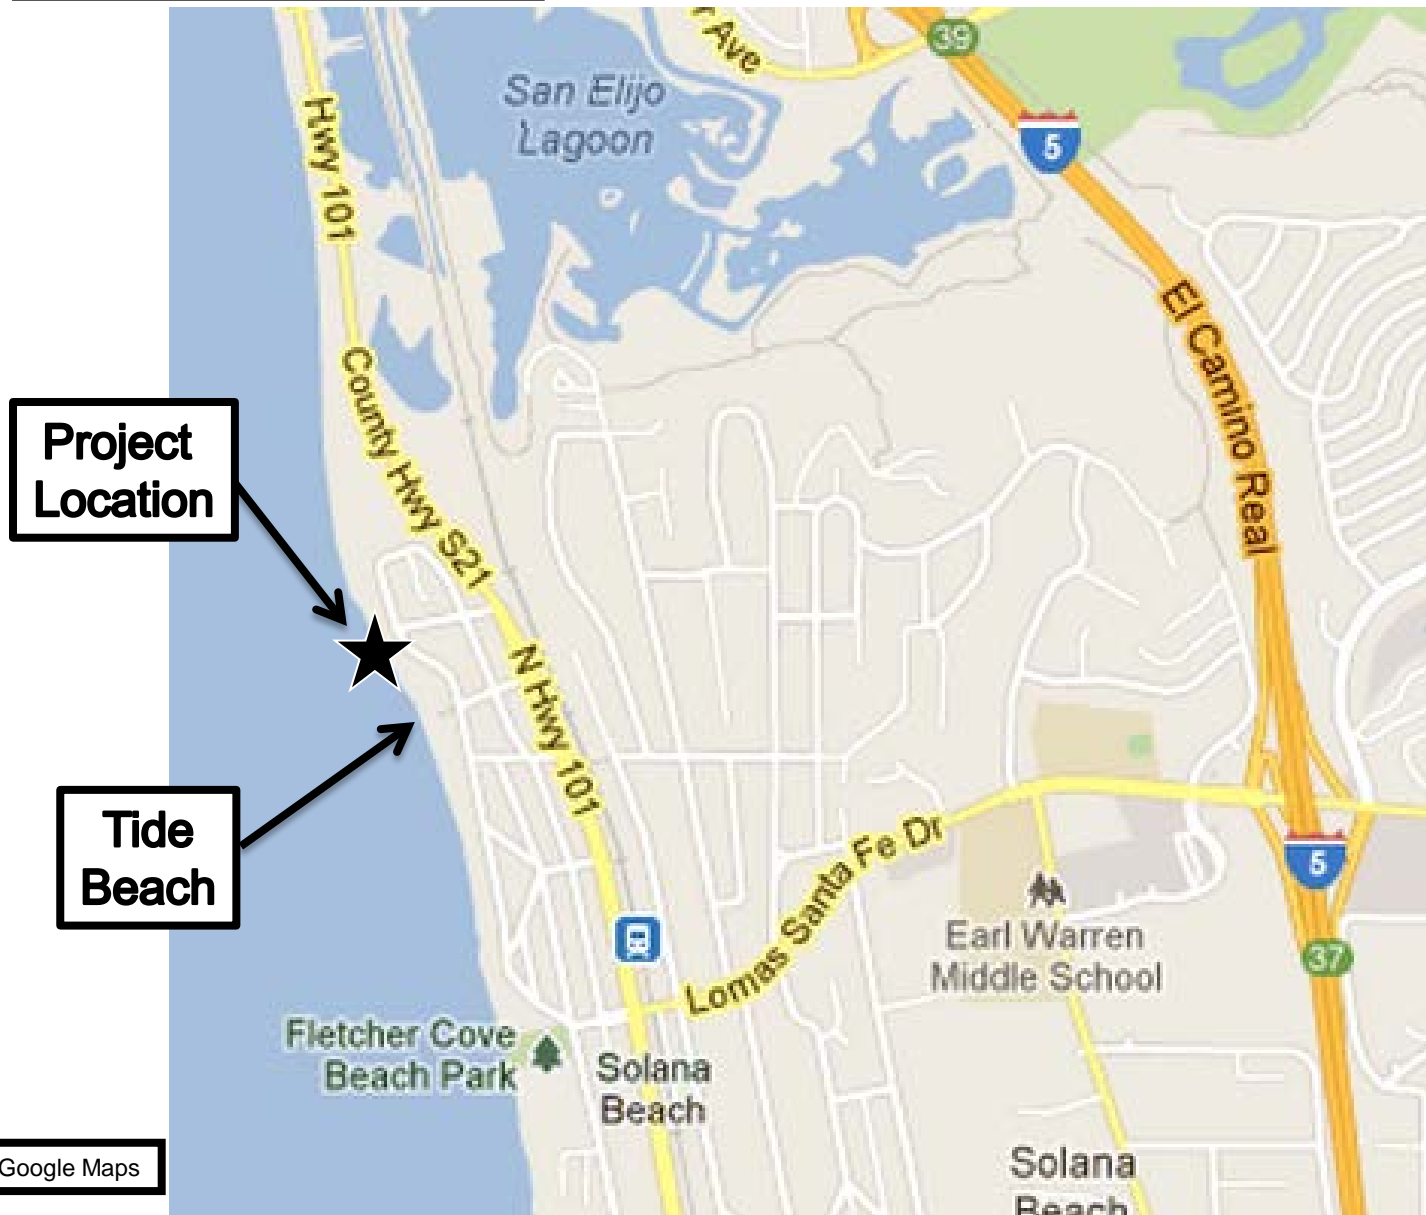 Ave
39
San Elijo
Lagoon
5
Hwy 101
El Camino Real
County Hwy S21
Project
Location
N Hwy 101
Tide
Beach
Lomas Santa Fe Dr
5
Earl Warren
Middle School
37
Fletcher Cove
Beach Park
Solana
Beach
Google Maps
Solana
Beach